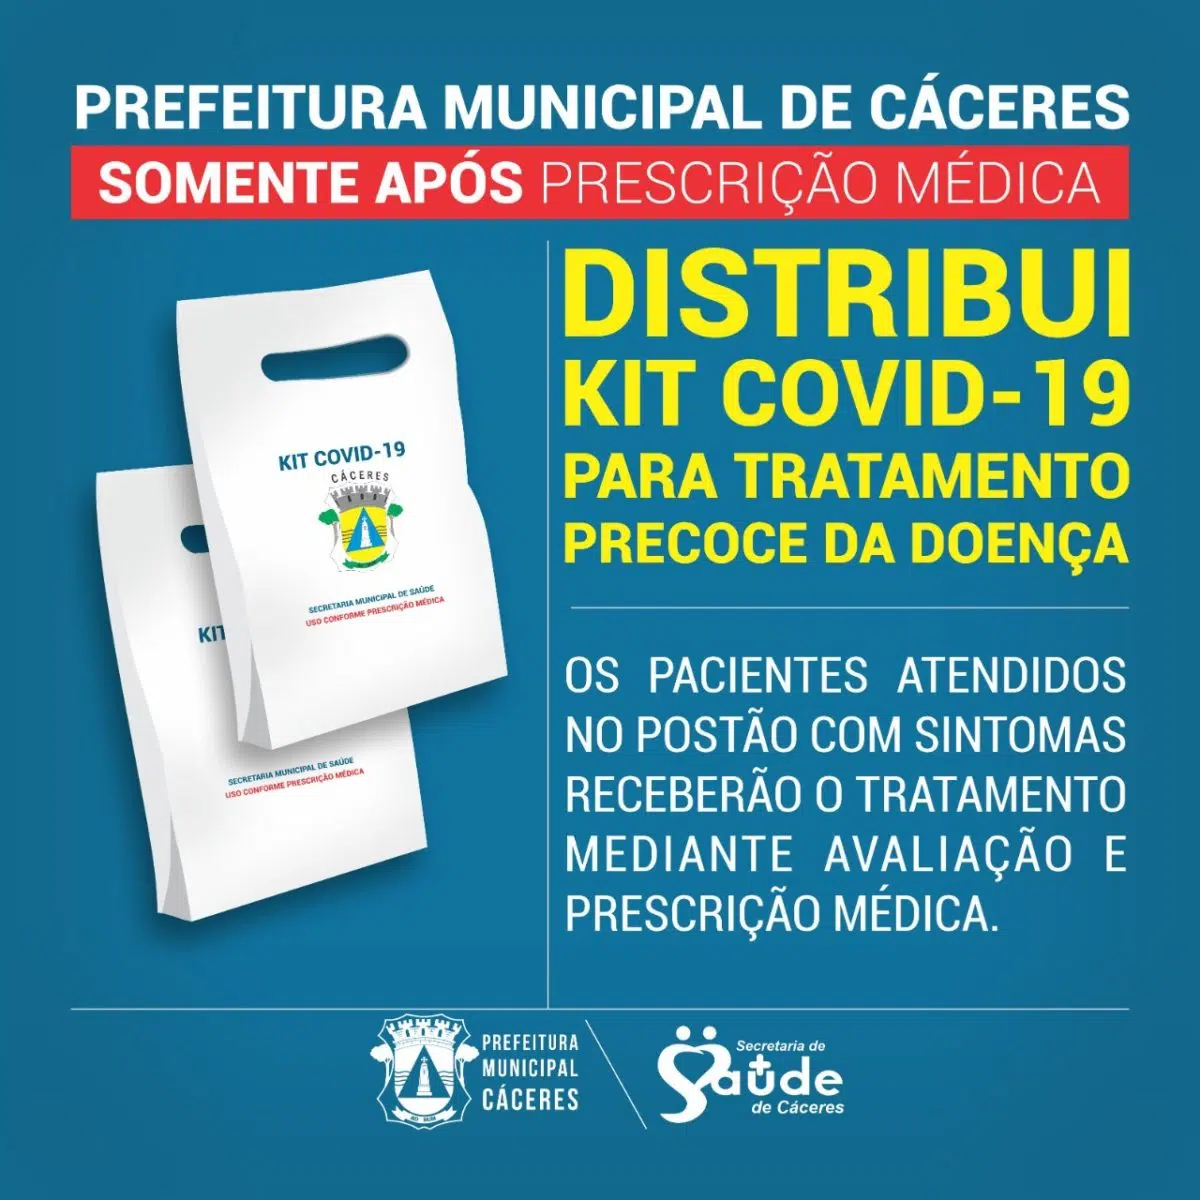 PREFEITURA MUNICIPAL DE CÁCERES
SOMENTE APÓS PRESCRIÇÃO MÉDICA
DISTRIBUI
KIT COVID-19
PARA TRATAMENTO
PRECOCE DA DOENÇA
OS PACIENTES ATENDIDOS
NO POSTÃO COM SINTOMAS
RECEBERÃO O TRATAMENTO
MEDIANTE AVALIAÇÃO E
PRESCRIÇÃO MÉDICA.
KIT COVID-19
CÁCERES
SECRETARIA MUNICIPAL DE SAÚDE
USO CONFORME PRESCRIÇÃO MÉDICA
KIT
SECRETARIA MUNICIPAL DE SAÚDE
USO CONFORME PRESCRIÇÃO MÉDICA
PREFEITURA
MUNICIPAL
CÁCERES
Secretaria de
Saúde
de Cáceres